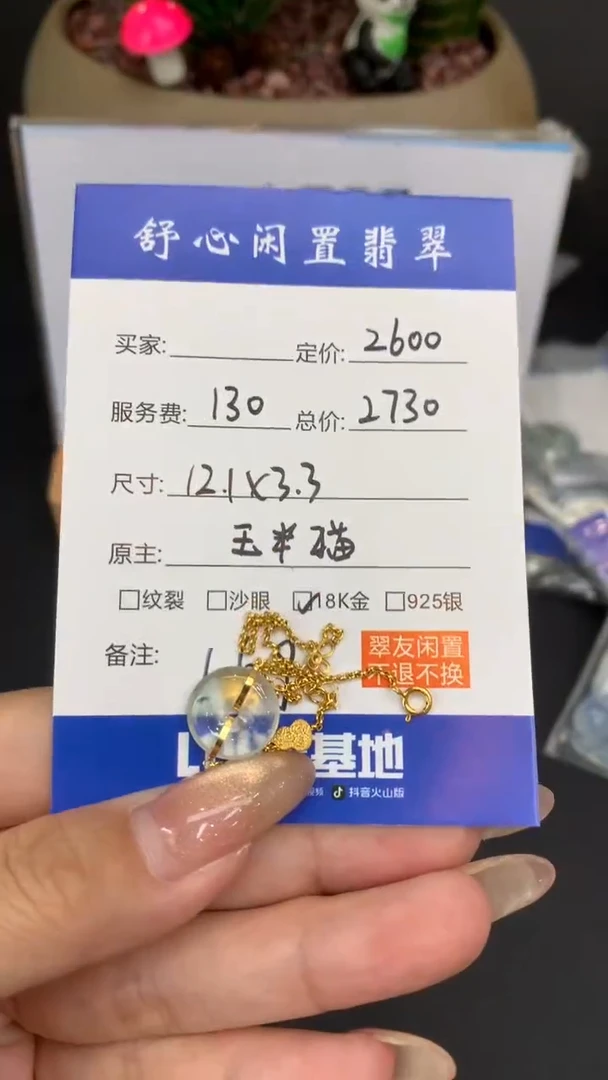 舒心闲置翡翠
买家: 定价: 2600
服务费: 130 总价: 2730
尺寸: 12.1X3.3
原主: 玉米猫
纹裂 沙眼 18K金 925银
备注:
翠友闲置
不退不换
基地
抖音火山版